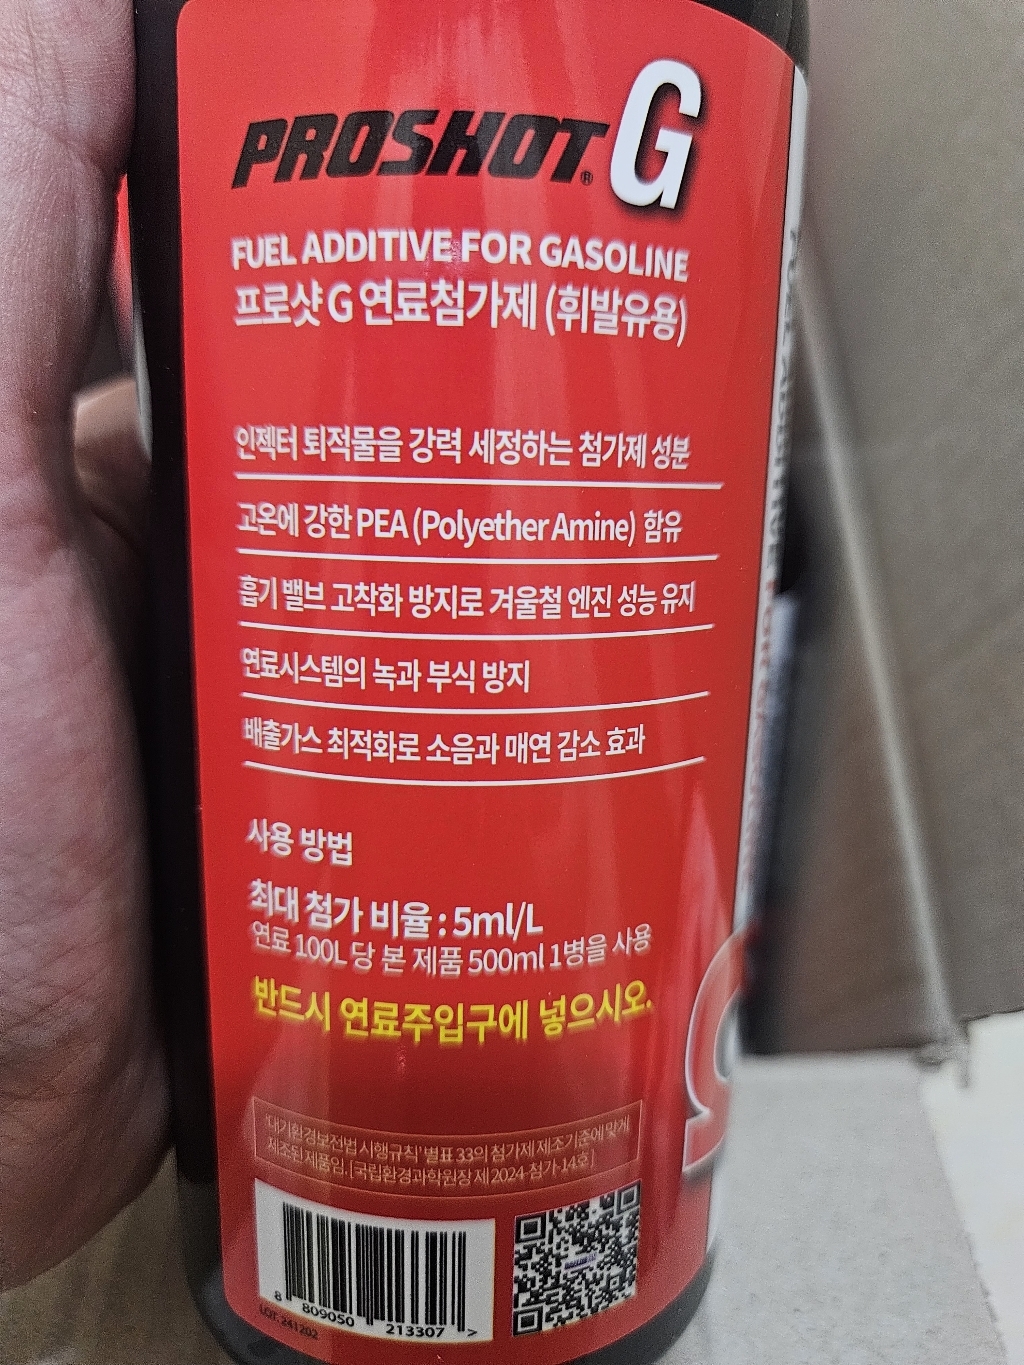 PROSHOT® G
FUEL ADDITIVE FOR GASOLINE
프로샷 G 연료첨가제 (휘발유용)
인젝터 퇴적물을 강력 세정하는 첨가제 성분
고온에 강한 PEA (Polyether Amine) 함유
흡기 밸브 고착화 방지로 겨울철 엔진 성능 유지
연료시스템의 녹과 부식 방지
배출가스 최적화로 소음과 매연 감소 효과
사용 방법
최대 첨가 비율 : 5ml/L
연료 100L 당 본 제품 500ml 1병을 사용
반드시 연료주입구에 넣으시오.
'대기환경보전법 시행규칙' 별표 33의 첨가제 제조기준에 맞게
제조된 제품임. [국립환경과학원장 제 2024-첨가-14호]
8 809050 213307 >
LOT. 241202